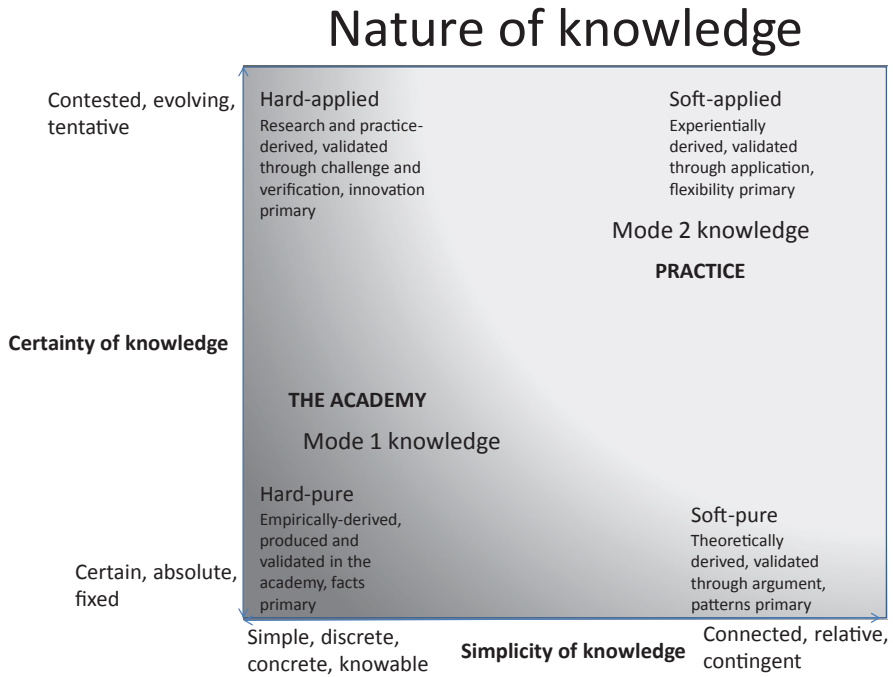 Nature of knowledge
Contested, evolving,
tentative
Hard-applied
Research and practice-
derived, validated
through challenge and
verification, innovation
primary
Soft-applied
Experientially
derived, validated
through application,
flexibility primary
Mode 2 knowledge
PRACTICE
Certainty of knowledge
THE ACADEMY
Mode 1 knowledge
Hard-pure
Empirically-derived,
produced and
validated in the
academy, facts
primary
Soft-pure
Theoretically
derived, validated
through argument,
patterns primary
Certain, absolute,
fixed
Simple, discrete,
concrete, knowable
Simplicity of knowledge
Connected, relative,
contingent